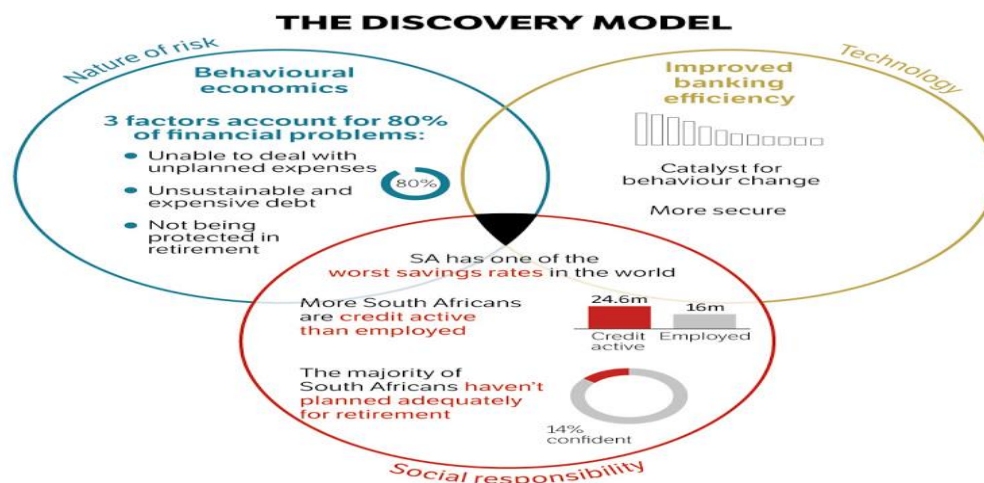 THE DISCOVERY MODEL
Nature of risk
Behavioural
economics
3 factors account for 80%
of financial problems:
Unable to deal with
unplanned expenses
Unsustainable and
expensive debt
Not being
protected in
retirement
80%
Technology
Improved
banking
efficiency
Catalyst for
behaviour change
More secure
SA has one of the
worst savings rates in the world
More South Africans
are credit active
than employed
24.6m
16m
Credit
active
Employed
The majority of
South Africans haven't
planned adequately
for retirement
14%
confident
Social responsibility